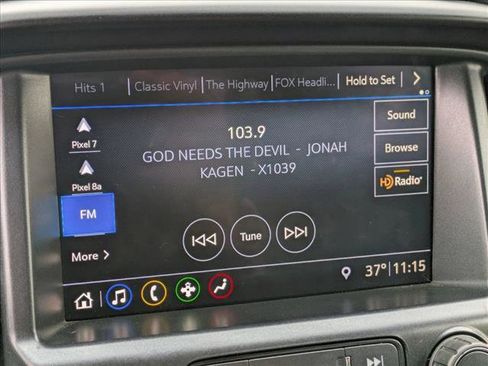 Hits 1 Classic Vinyl The Highway FOX Headli... Hold to Set
Sound
Pixel 7
103.9
GOD NEEDS THE DEVIL - JONAH
KAGEN - X1039
Browse
Pixel 8a
HD Radio
FM
Tune
More
37° 11:15